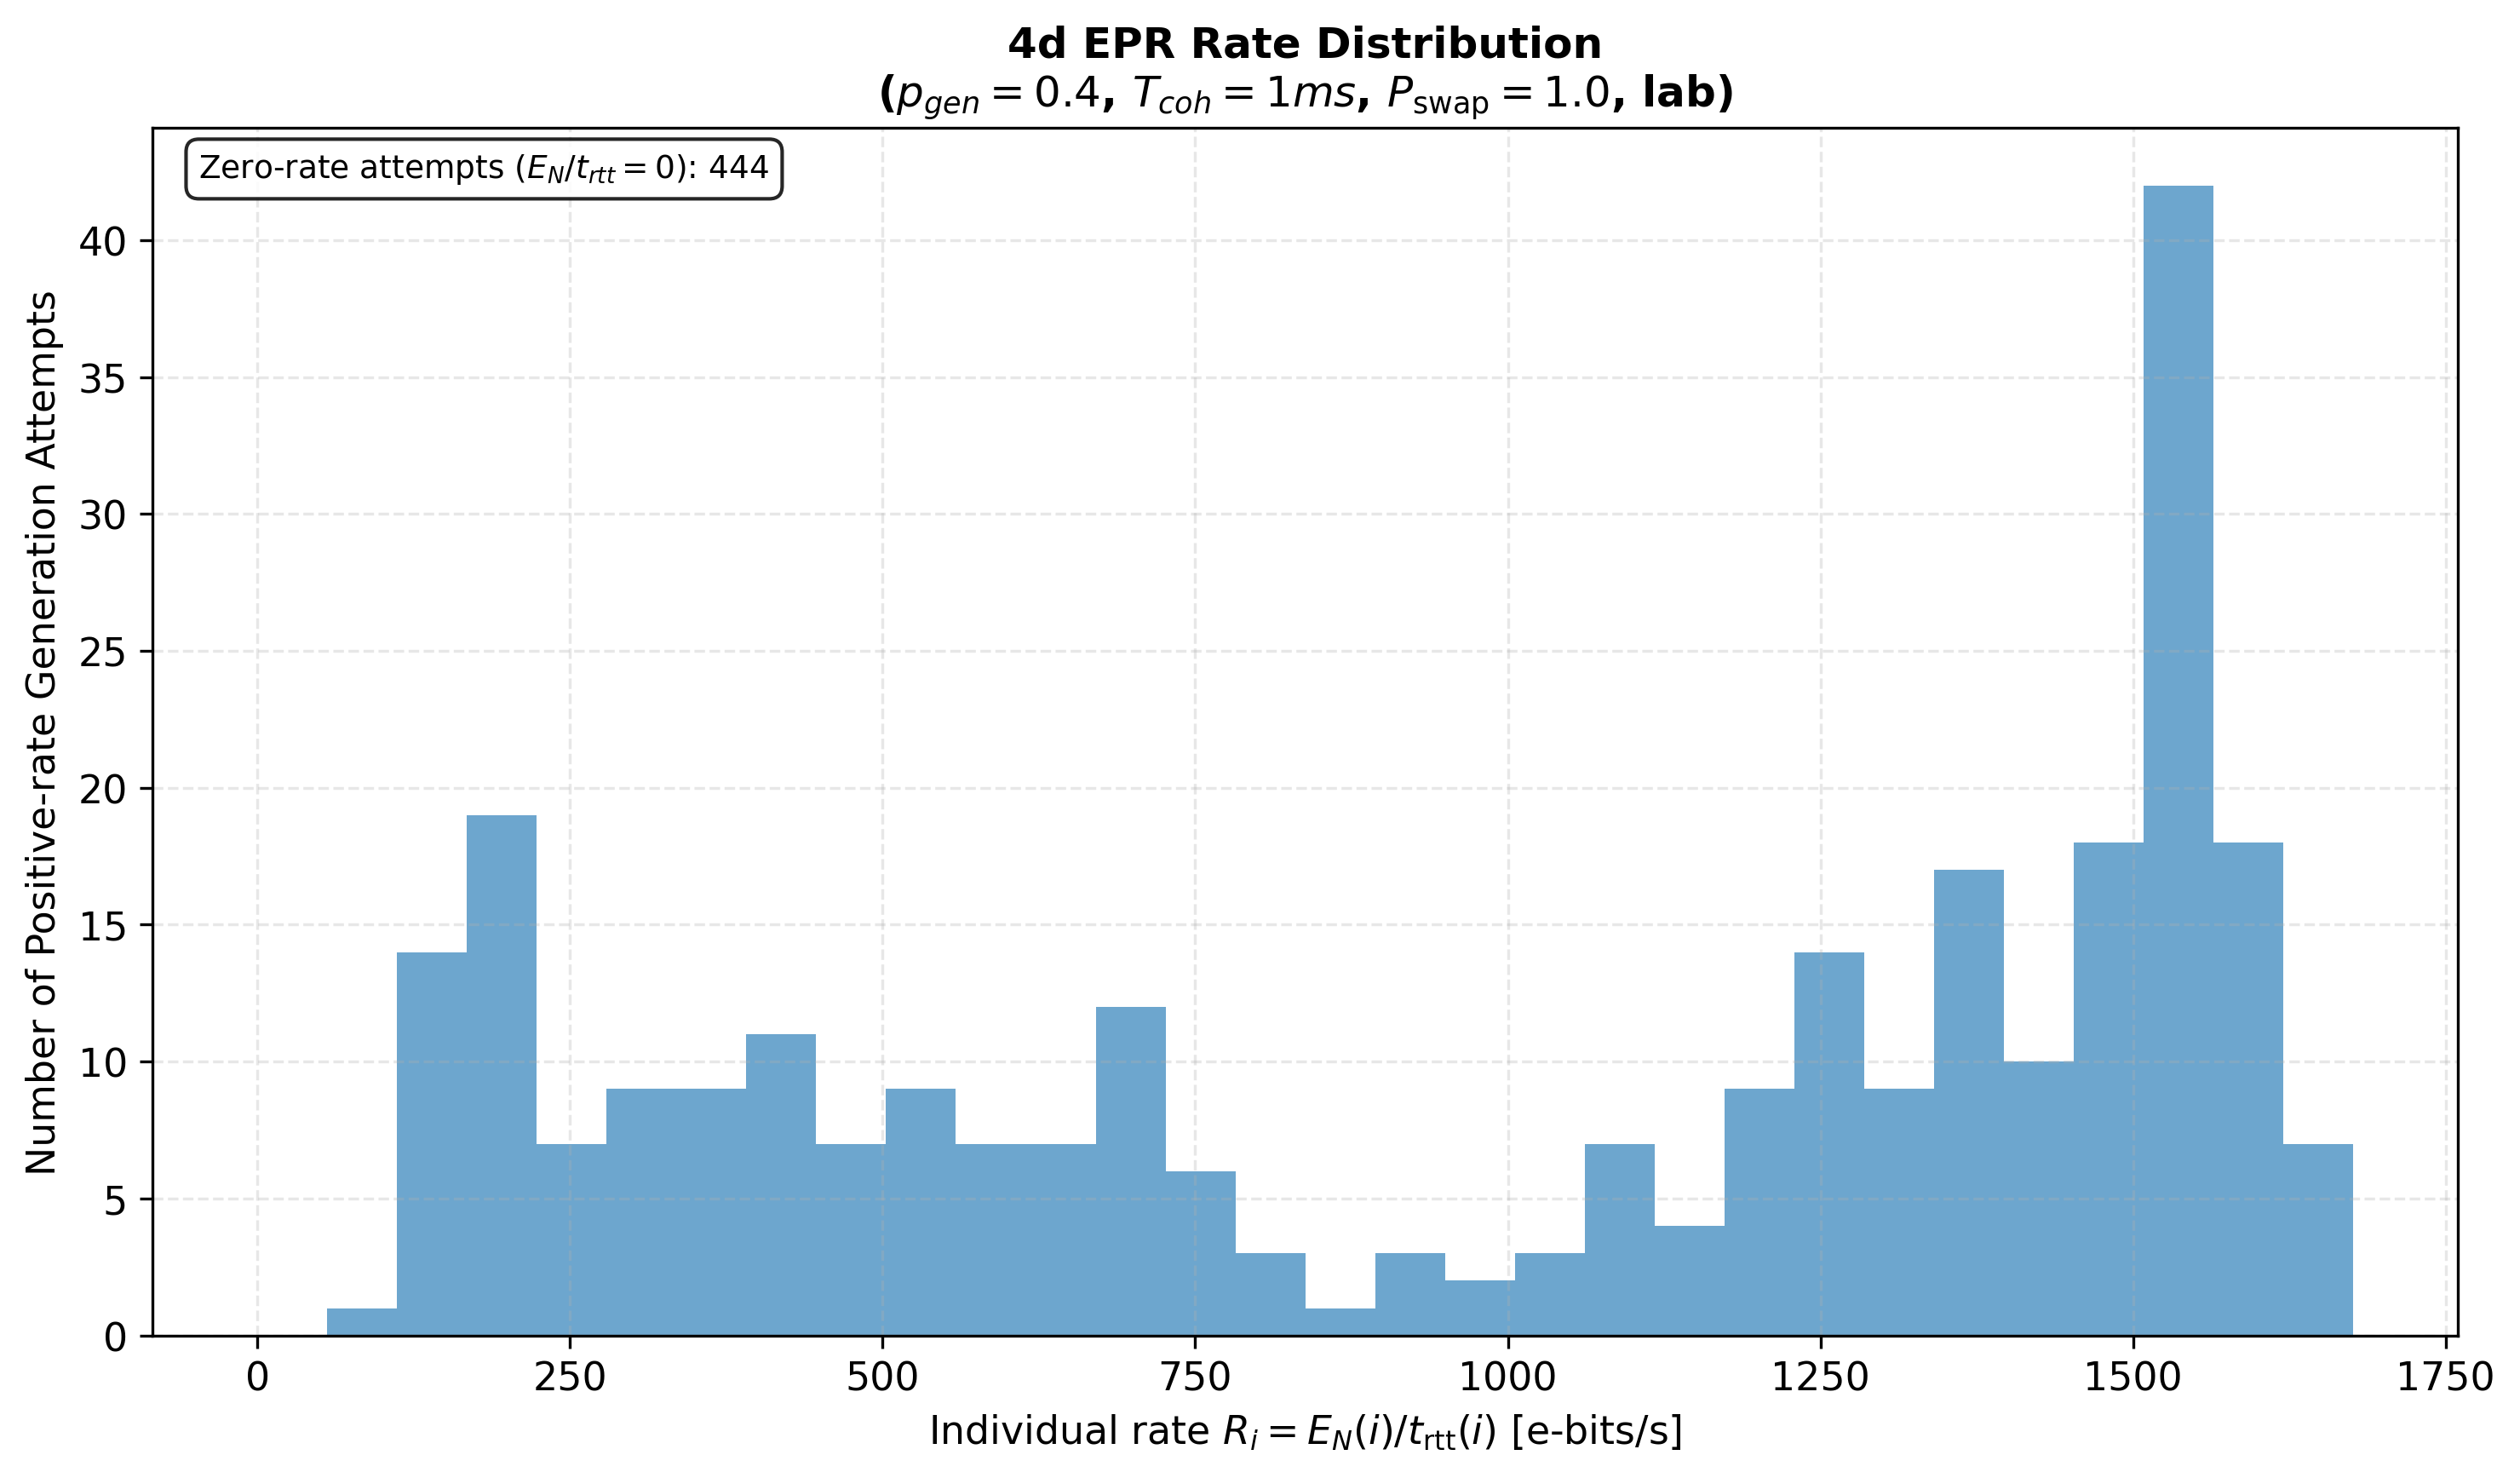 4d EPR Rate Distribution
(p_gen = 0.4, T_coh = 1ms, P_swap = 1.0, lab)
Zero-rate attempts (E_N/t_rtt = 0): 444
Number of Positive-rate Generation Attempts
40
35
30
25
20
15
10
5
0
0 250 500 750 1000 1250 1500 1750
Individual rate R_i = E_N(i)/t_rtt(i) [e-bits/s]